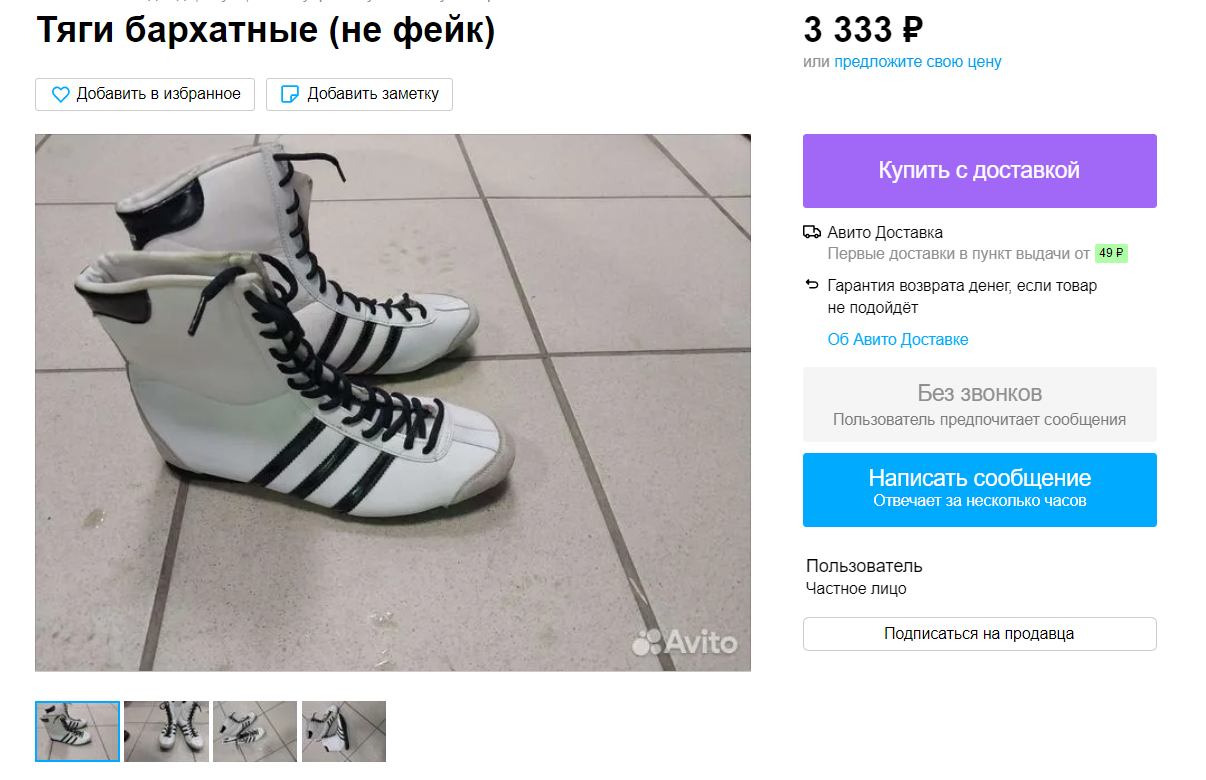 Тяги бархатные (не фейк)
3 333 ₽
или предложите свою цену
Добавить в избранное
Добавить заметку
Купить с доставкой
Авито Доставка
Первые доставки в пункт выдачи от 49 ₽
Гарантия возврата денег, если товар
не подойдёт
Об Авито Доставке
Без звонков
Пользователь предпочитает сообщения
Написать сообщение
Отвечает за несколько часов
Пользователь
Частное лицо
Подписаться на продавца
Avito